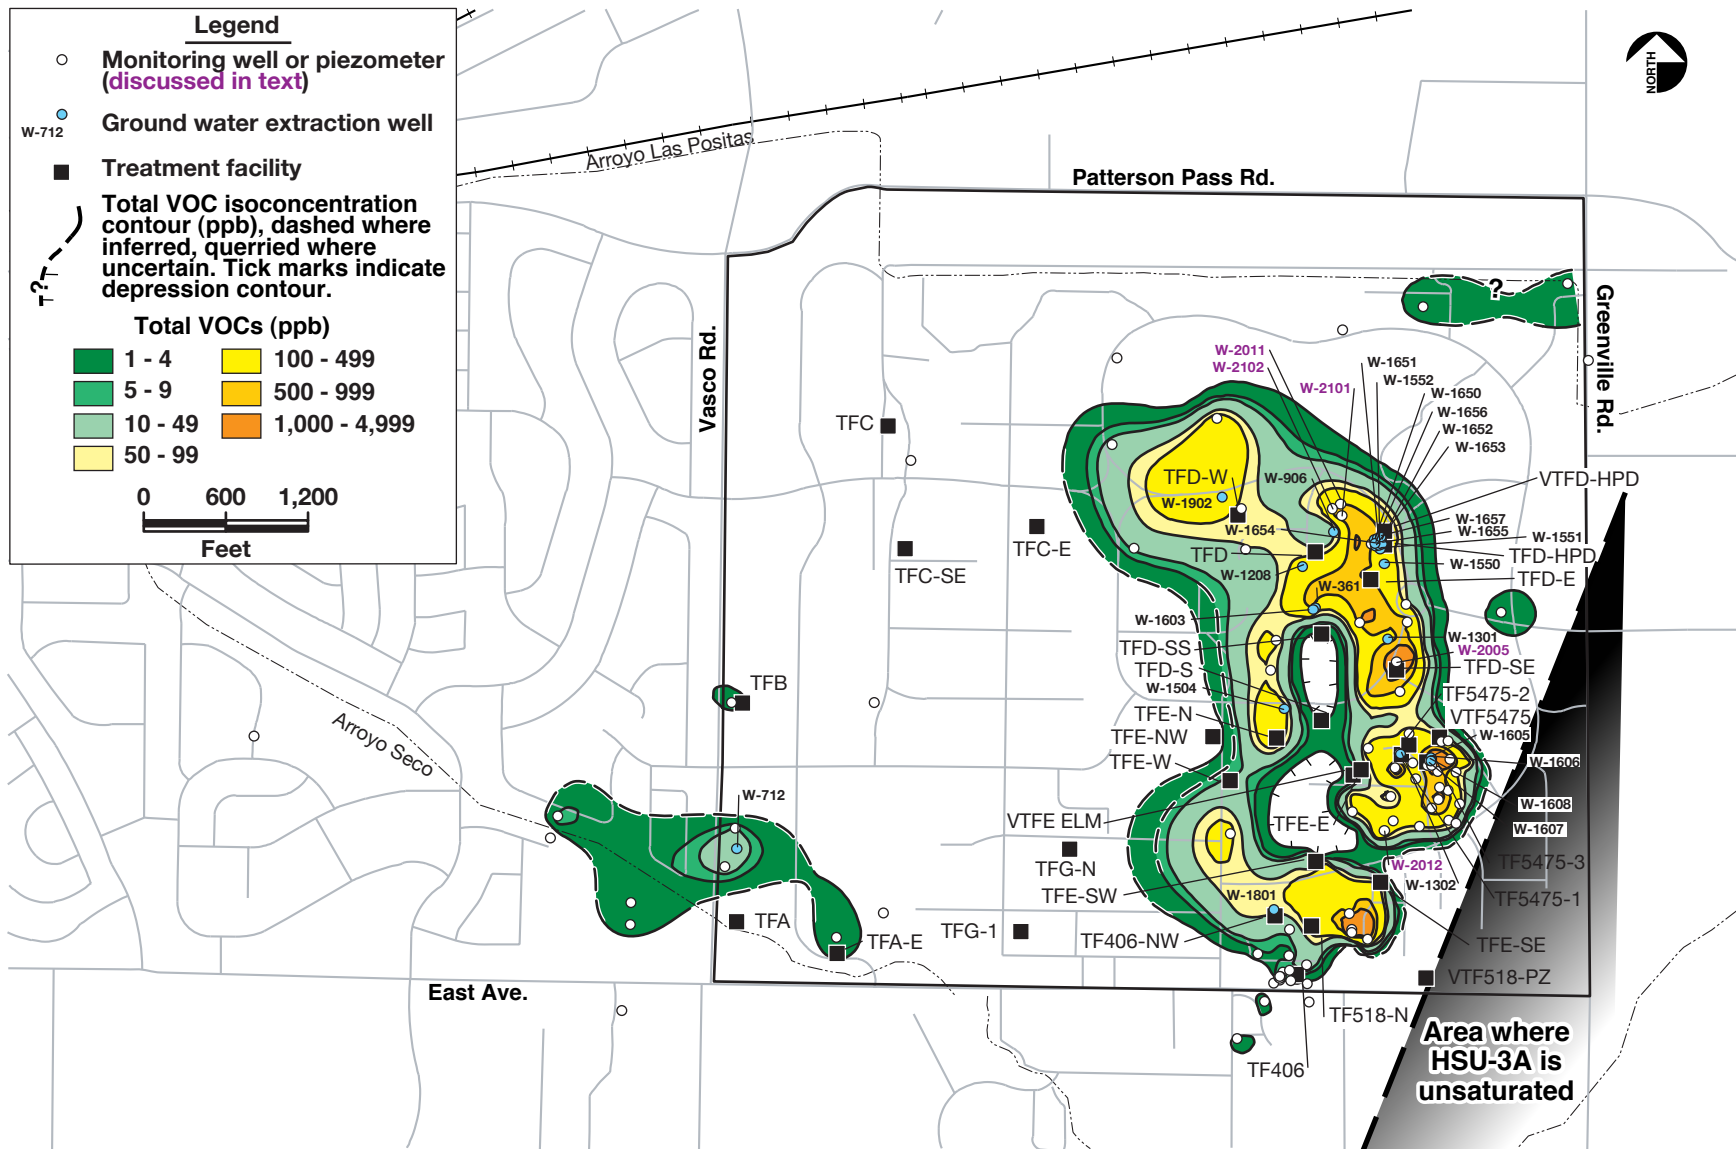 Legend
Monitoring well or piezometer
(discussed in text)
W-712
Ground water extraction well
Treatment facility
Total VOC isoconcentration
contour (ppb), dashed where
inferred, querried where
uncertain. Tick marks indicate
depression contour.
?
Total VOCs (ppb)
1 - 4
100 - 499
5 - 9
500 - 999
10 - 49
1,000 - 4,999
50 - 99
0 600 1,200
Feet
NORTH
Arroyo Las Positas
Patterson Pass Rd.
Vasco Rd.
Greenville Rd.
?
W-2011
W-2102
W-2101
W-1651
W-1552
W-1650
W-1656
W-1652
W-1653
TFC
TFD-W
W-906
VTFD-HPD
W-1902
W-1657
W-1655
W-1654
W-1551
TFC-E
TFD
TFD-HPD
W-1550
TFC-SE
W-1208
TFD-E
W-361
W-1603
W-1301
TFD-SS
W-2005
TFD-S
TFD-SE
TFB
W-1504
TF5475-2
TFE-N
VTF5475
Arroyo Seco
TFE-NW
W-1605
TFE-W
W-1606
W-712
W-1608
VTFE ELM
TFE-E
W-1607
TFG-N
W-2012
TF5475-3
W-1302
TFE-SW
W-1801
TF5475-1
TFA
TFA-E
TFG-1
TF406-NW
TFE-SE
VTF518-PZ
East Ave.
TF518-N
TF406
Area where
HSU-3A is
unsaturated